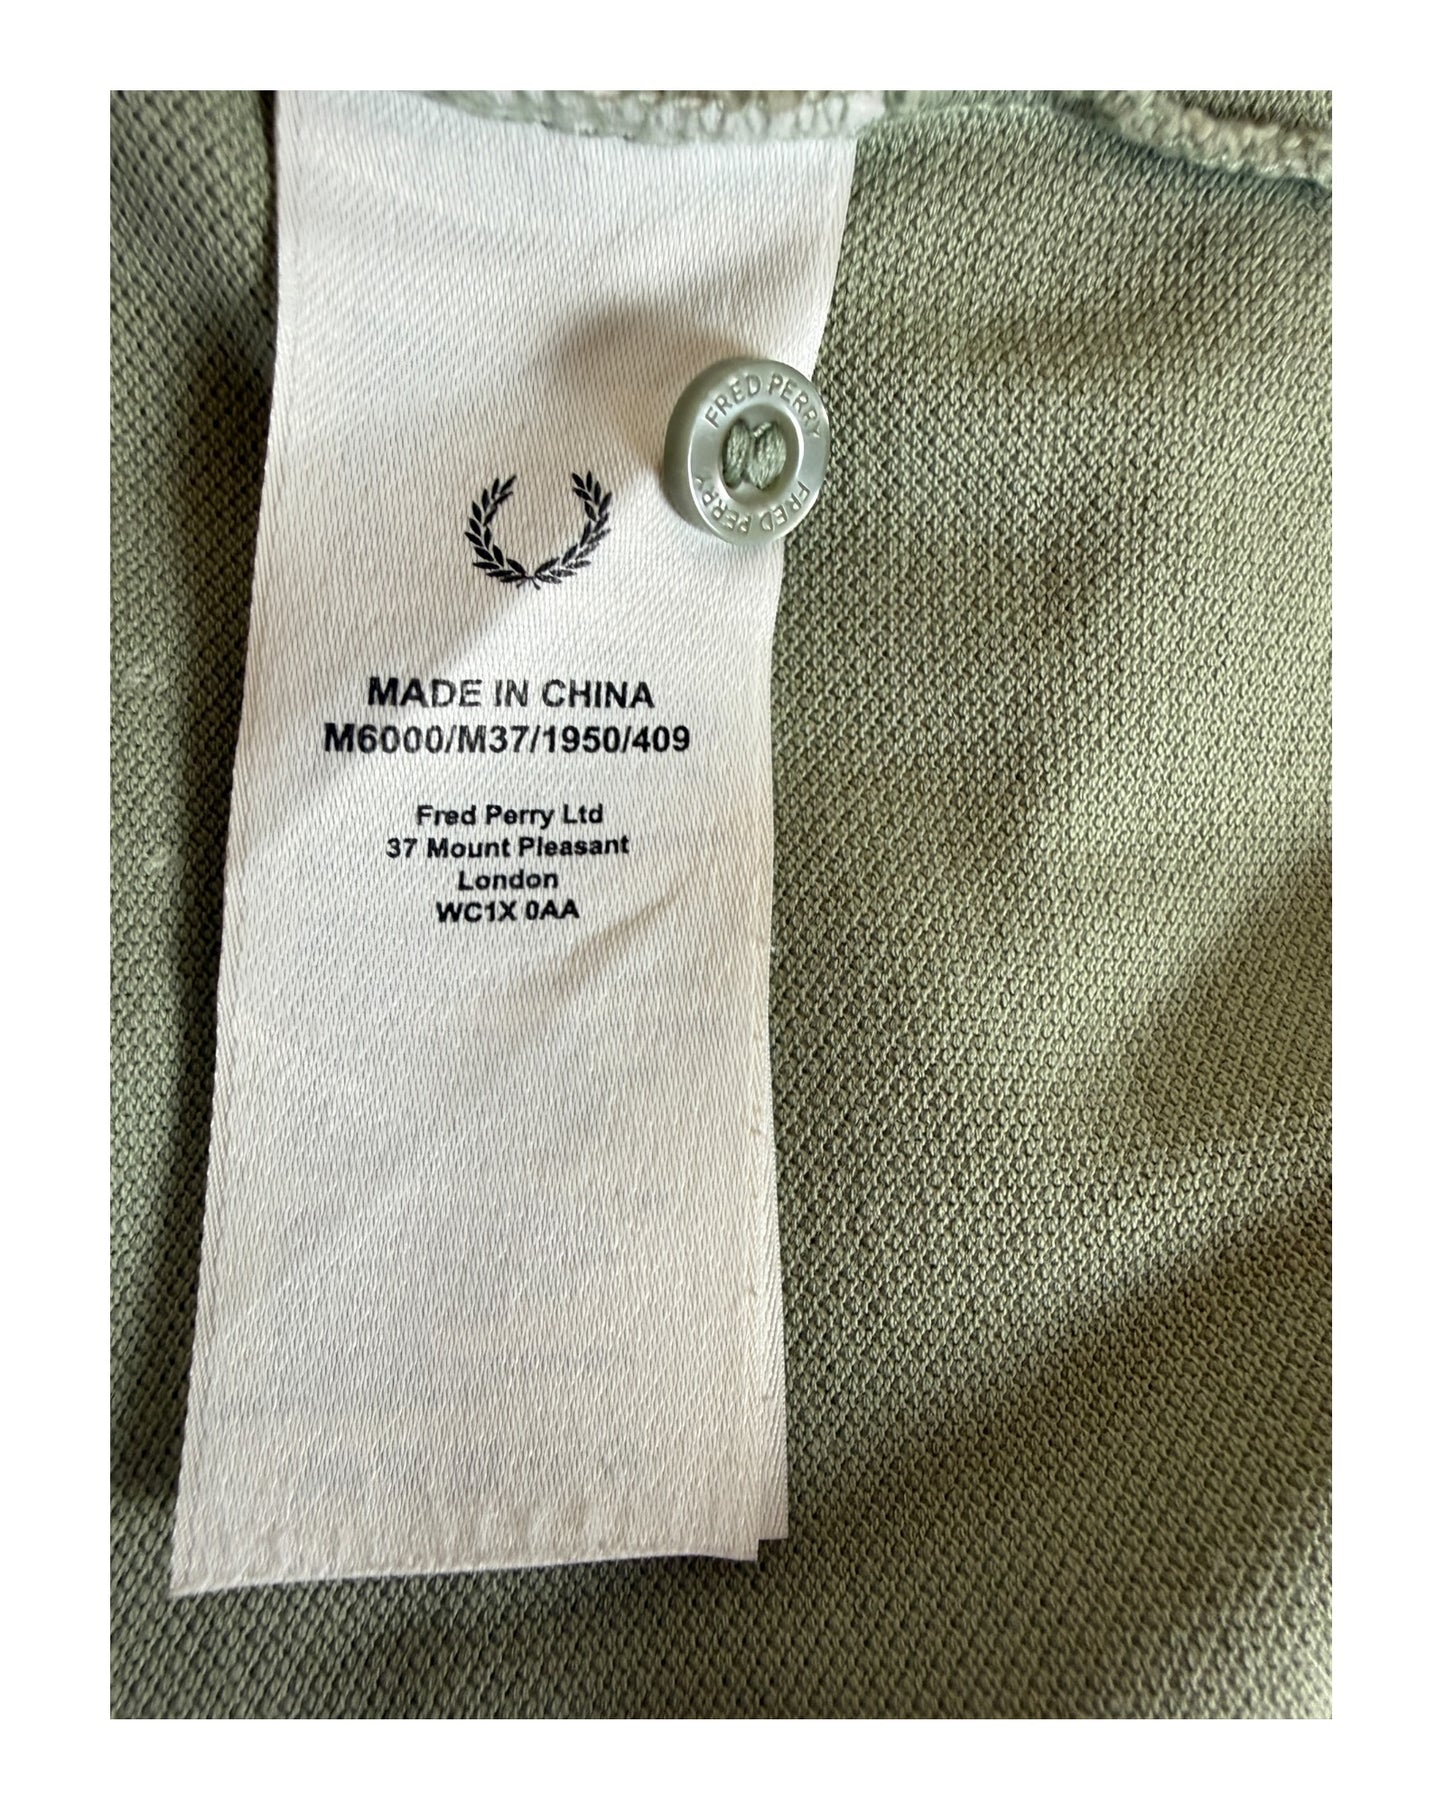 FRED PERRY
FRED PERRY
MADE IN CHINA
M6000/M37/1950/409
Fred Perry Ltd
37 Mount Pleasant
London
WC1X 0AA